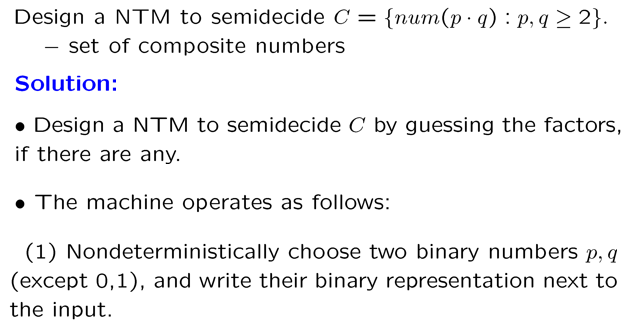 Design a NTM to semidecide C = {num(p · q) : p, q ≥ 2}.
− set of composite numbers
Solution:
• Design a NTM to semidecide C by guessing the factors,
if there are any.
• The machine operates as follows:
(1) Nondeterministically choose two binary numbers p, q
(except 0,1), and write their binary representation next to
the input.